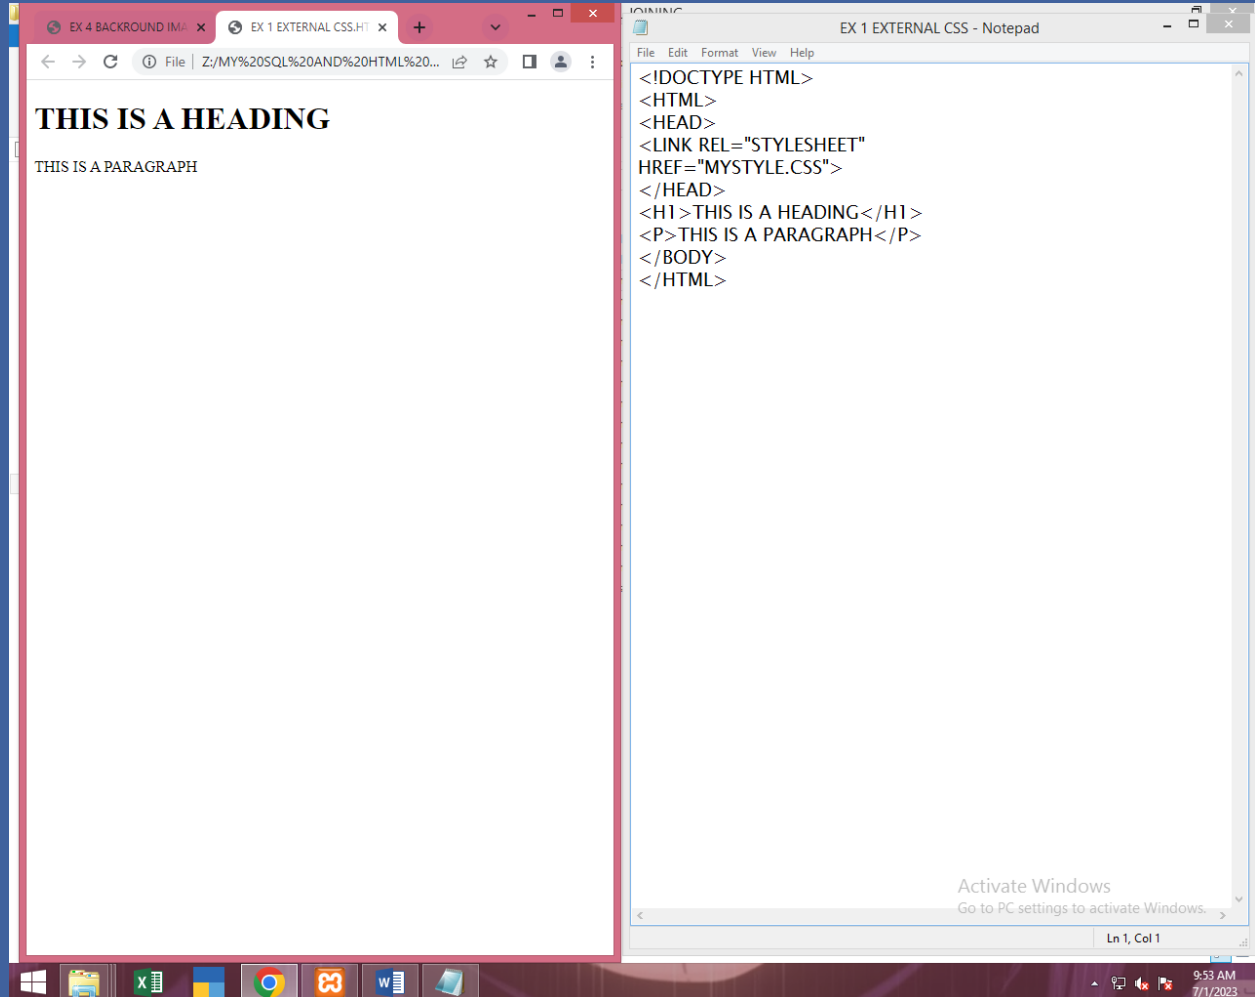 EX 4 BACKROUND IMA
EX 1 EXTERNAL CSS.HT
File
Z:/MY%20SQL%20AND%20HTML%20...
THIS IS A HEADING
THIS IS A PARAGRAPH
JOINING
EX 1 EXTERNAL CSS - Notepad
File Edit Format View Help
<!DOCTYPE HTML>
<HTML>
<HEAD>
<LINK REL="STYLESHEET"
HREF="MYSTYLE.CSS">
</HEAD>
<H1>THIS IS A HEADING</H1>
<P>THIS IS A PARAGRAPH</P>
</BODY>
</HTML>
Activate Windows
Go to PC settings to activate Windows.
Ln 1, Col 1
9:53 AM
7/1/2023